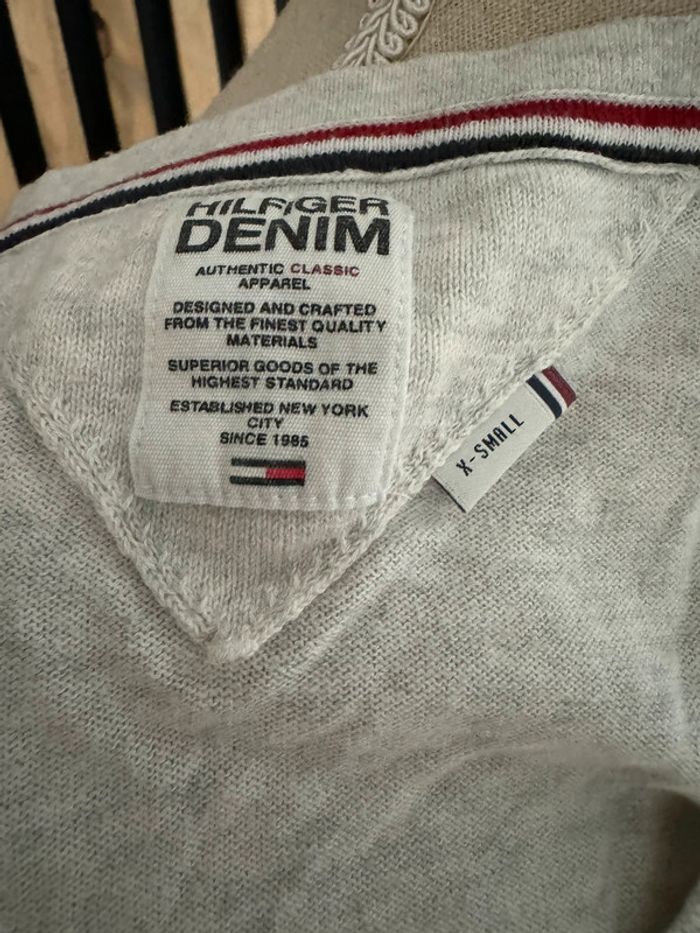 HILFIGER
DENIM
AUTHENTIC CLASSIC
APPAREL
DESIGNED AND CRAFTED
FROM THE FINEST QUALITY
MATERIALS
SUPERIOR GOODS OF THE
HIGHEST STANDARD
ESTABLISHED NEW YORK
CITY
SINCE 1985
X-SMALL